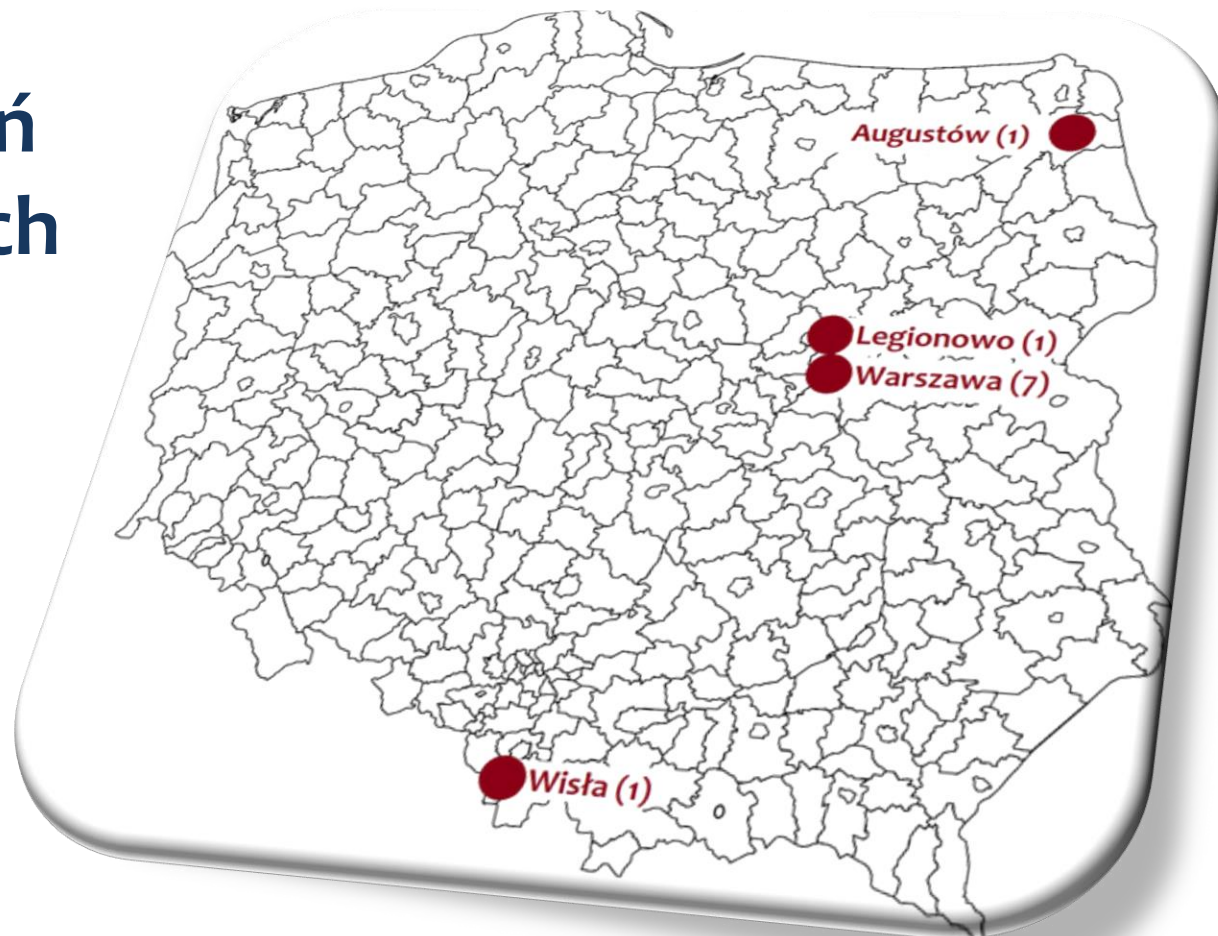 ń
ch
Augustów (1)
Legionowo (1)
Warszawa (7)
Wisła (1)